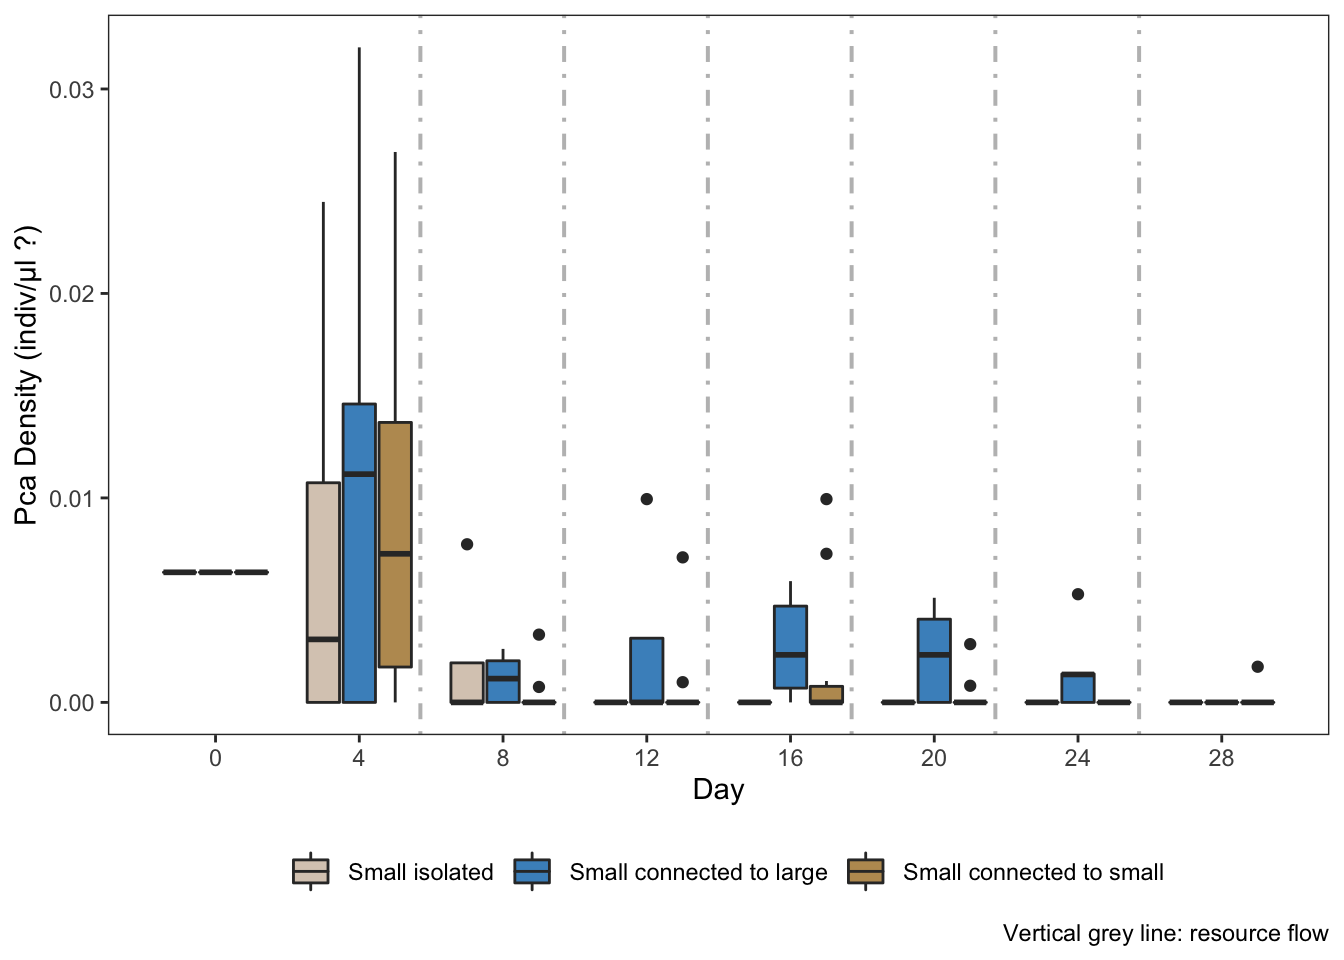 0.03
0.02
0.01
0.00
Pca Density (indiv/µl ?)
0 4 8 12 16 20 24 28
Day
Small isolated Small connected to large Small connected to small
Vertical grey line: resource flow